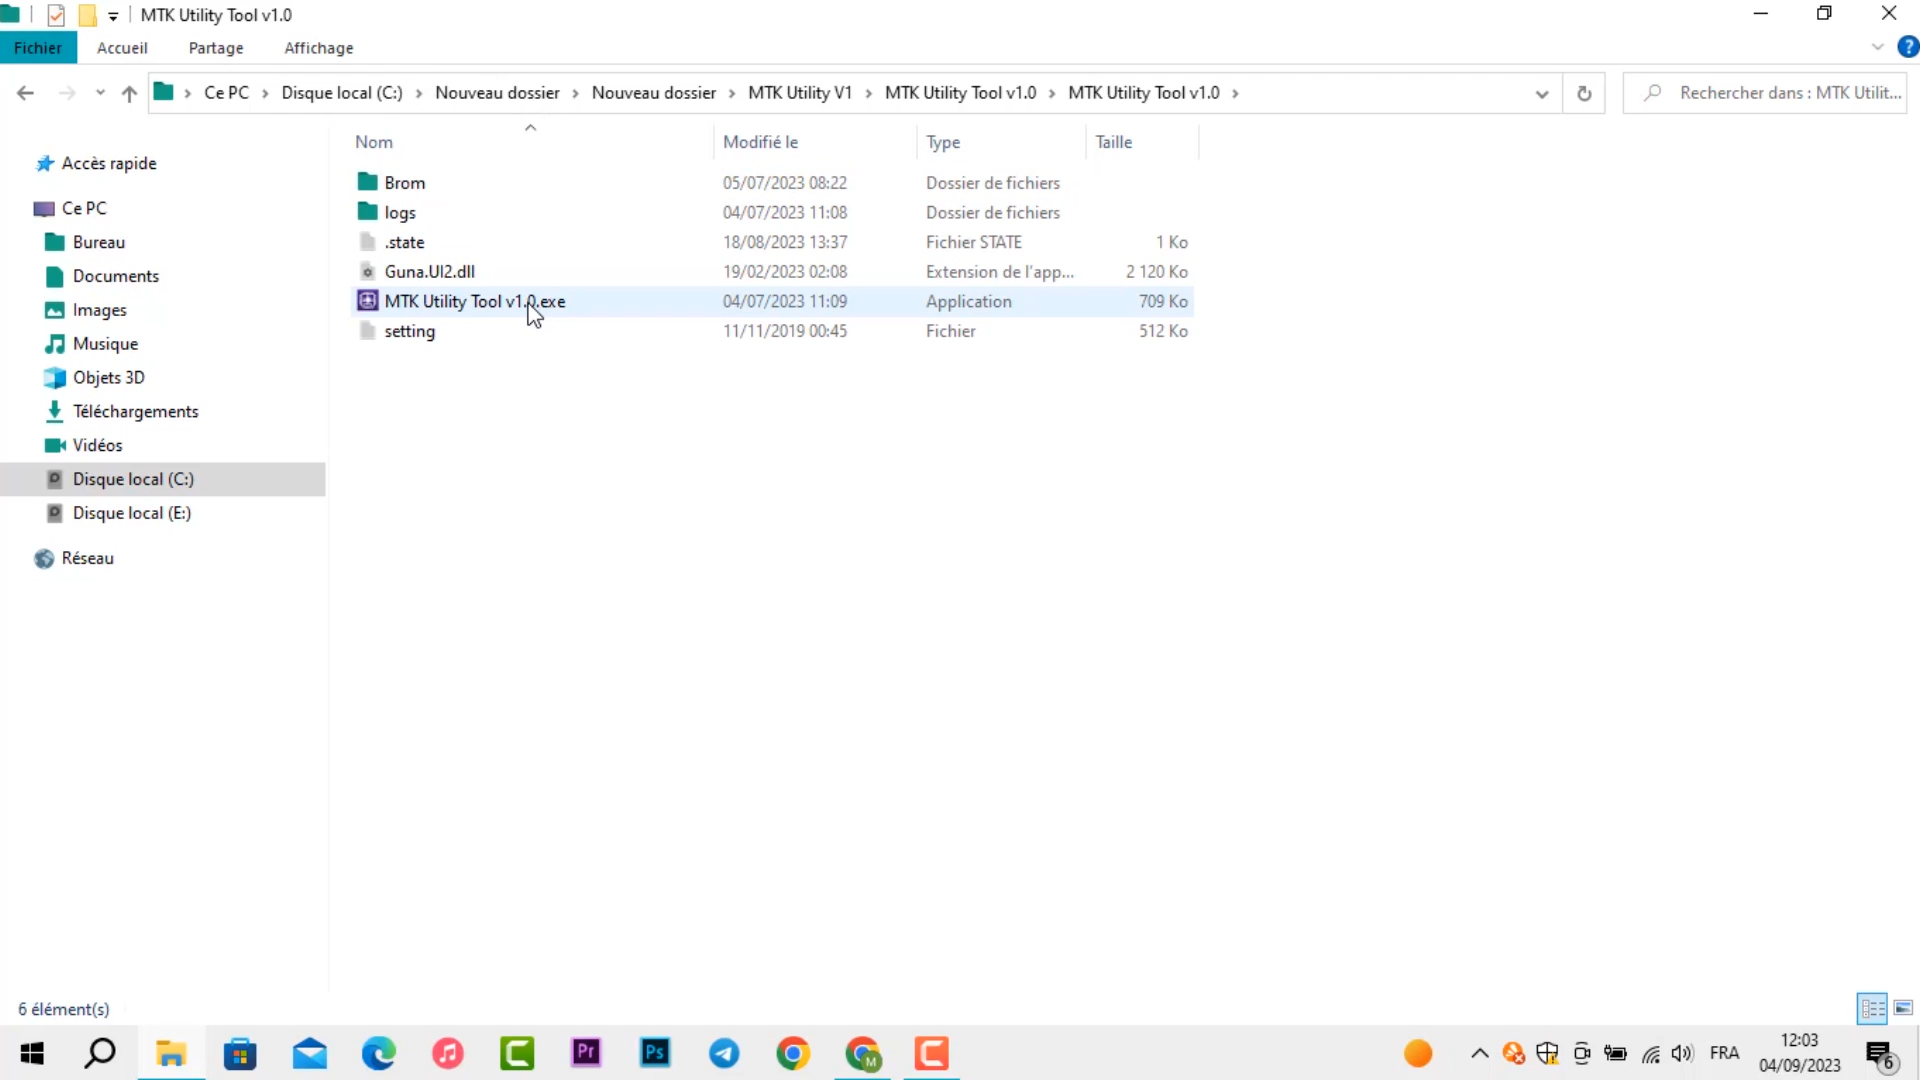 MTK Utility Tool v1.0
Fichier Accueil Partage Affichage
Ce PC Disque local (C:) Nouveau dossier Nouveau dossier MTK Utility V1 MTK Utility Tool v1.0 MTK Utility Tool v1.0 Rechercher dans : MTK Utilit...
Nom Modifié le Type Taille
Accès rapide
Ce PC
Bureau
Documents
Images
Musique
Objets 3D
Téléchargements
Vidéos
Disque local (C:)
Disque local (E:)
Réseau
Brom 05/07/2023 08:22 Dossier de fichiers
logs 04/07/2023 11:08 Dossier de fichiers
.state 18/08/2023 13:37 Fichier STATE 1 Ko
Guna.UI2.dll 19/02/2023 02:08 Extension de l'app... 2 120 Ko
MTK Utility Tool v1.0.exe 04/07/2023 11:09 Application 709 Ko
setting 11/11/2019 00:45 Fichier 512 Ko
6 élément(s)
Pr Ps M FRA 12:03
04/09/2023 6